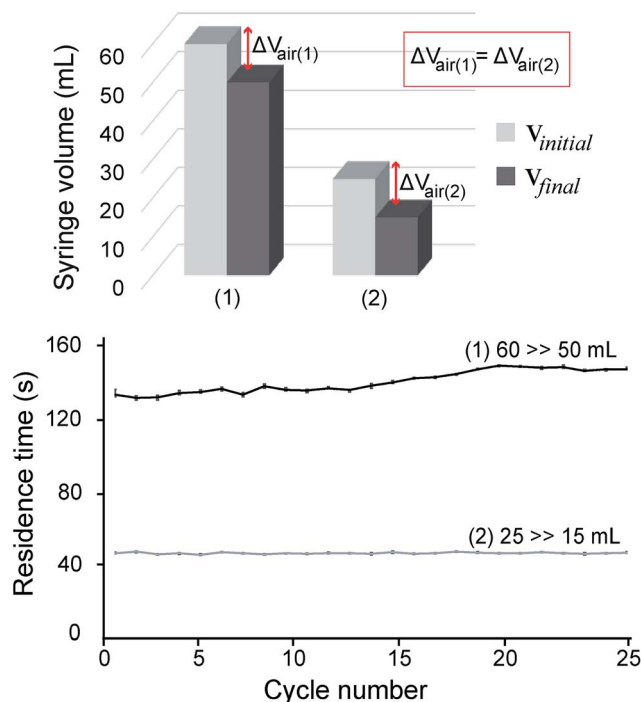 ΔVair(1)
ΔVair(1)= ΔVair(2)
60
50
40
30
20
10
0
Syringe volume (mL)
Vinitial
Vfinal
ΔVair(2)
(1)
(2)
160
120
80
40
0
Residence time (s)
(1) 60 >> 50 mL
(2) 25 >> 15 mL
0
5
10
15
20
25
Cycle number